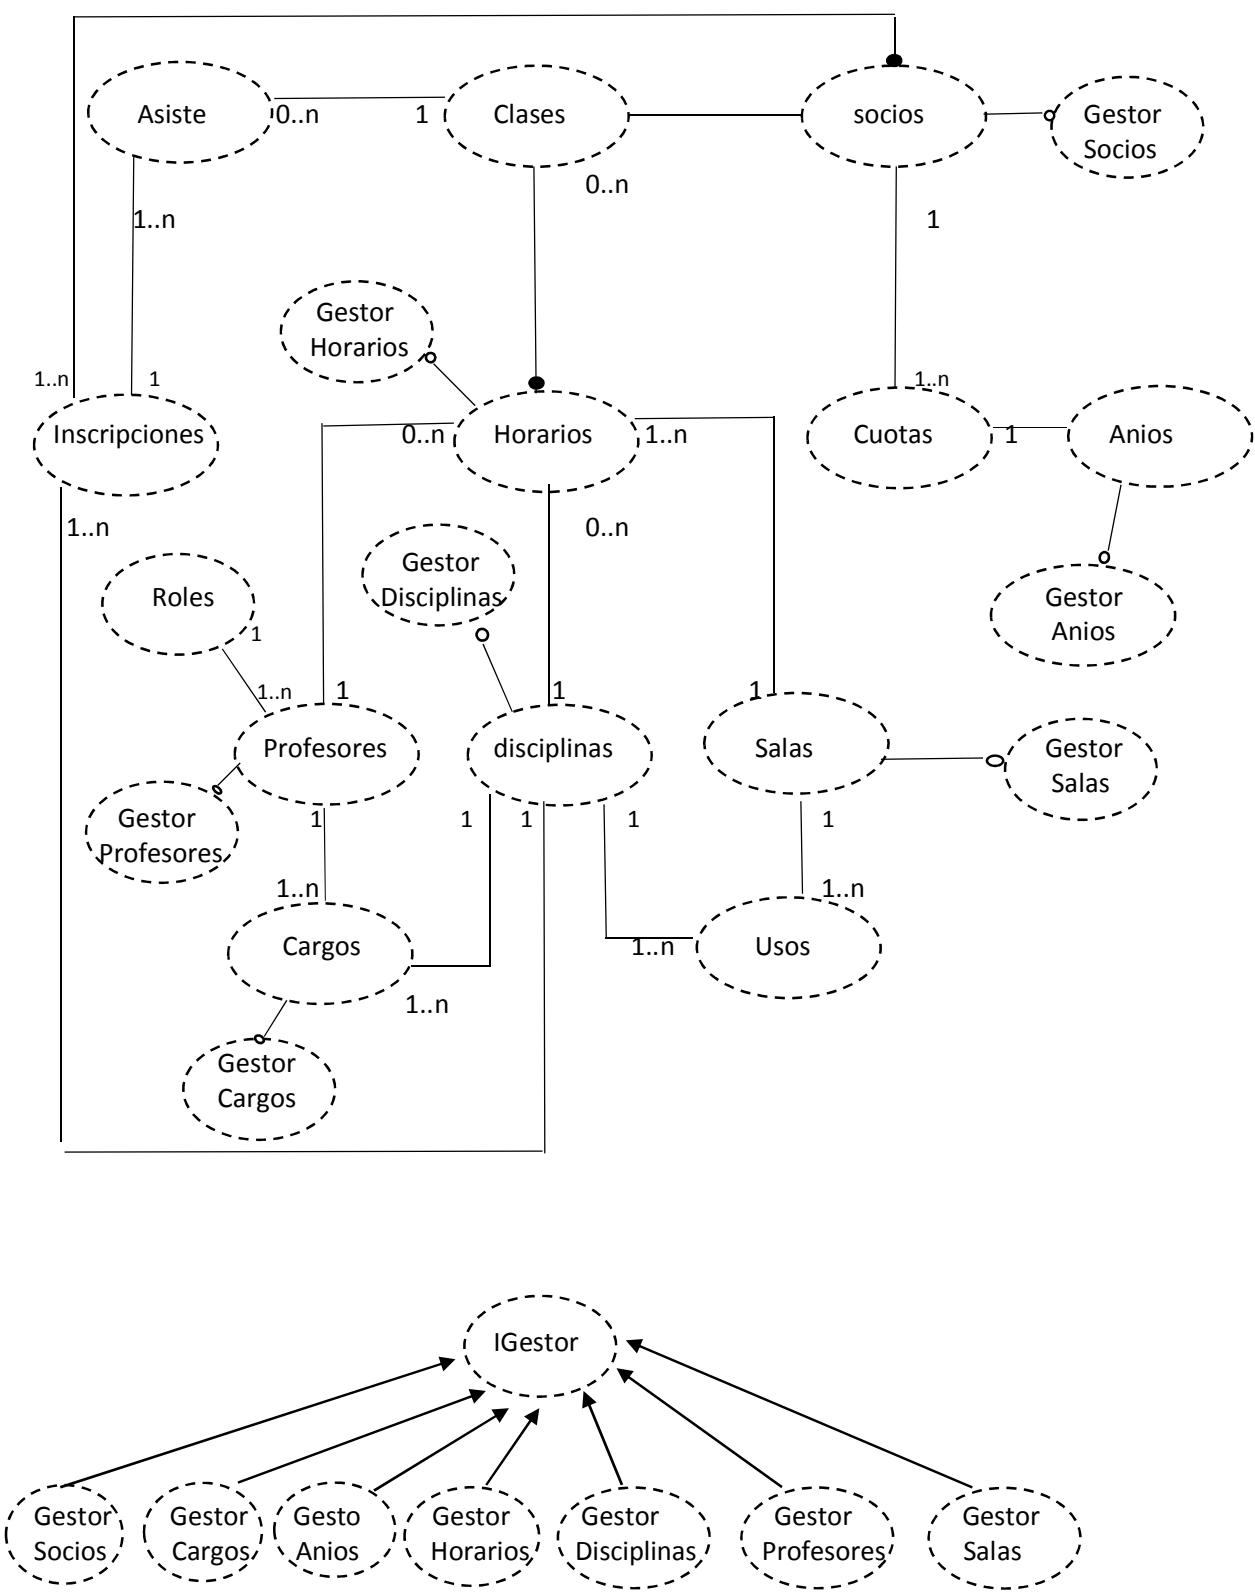 Asiste
0..n
1
Clases
socios
Gestor
Socios
0..n
1..n
1
Gestor
Horarios
1..n
1
1..n
Inscripciones
0..n
Horarios
1..n
Cuotas
1
Anios
1..n
0..n
Gestor
Disciplinas
Roles
1
Gestor
Anios
1..n
1
1
1
Profesores
disciplinas
Salas
Gestor
Salas
Gestor
Profesores
1
1
1
1
1
1..n
1..n
Cargos
1..n
Usos
1..n
Gestor
Cargos
IGestor
Gestor
Socios
Gestor
Cargos
Gesto
Anios
Gestor
Horarios
Gestor
Disciplinas
Gestor
Profesores
Gestor
Salas